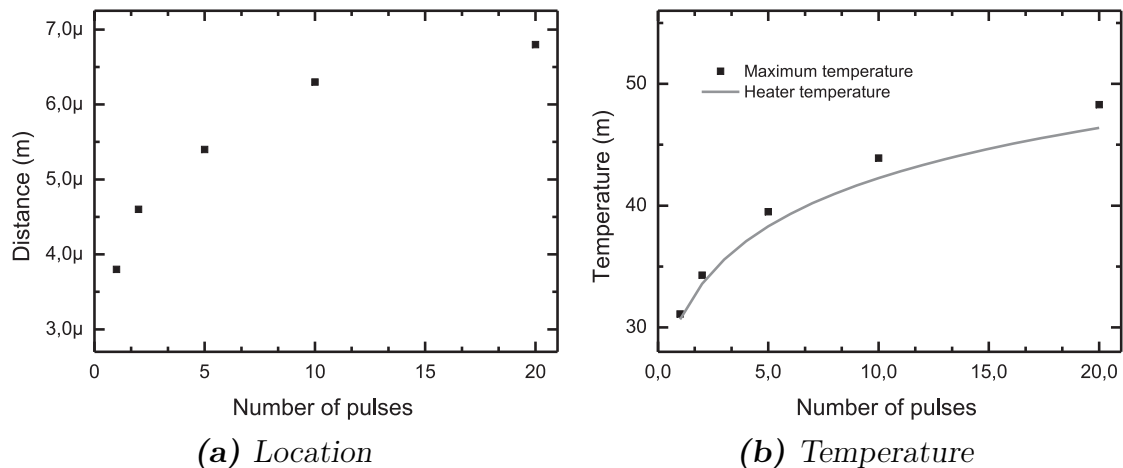 7,0µ
6,0µ
5,0µ
4,0µ
3,0µ
Distance (m)
0 5 10 15 20
Number of pulses
(a) Location
50
40
30
Temperature (m)
Maximum temperature
Heater temperature
0,0 5,0 10,0 15,0 20,0
Number of pulses
(b) Temperature